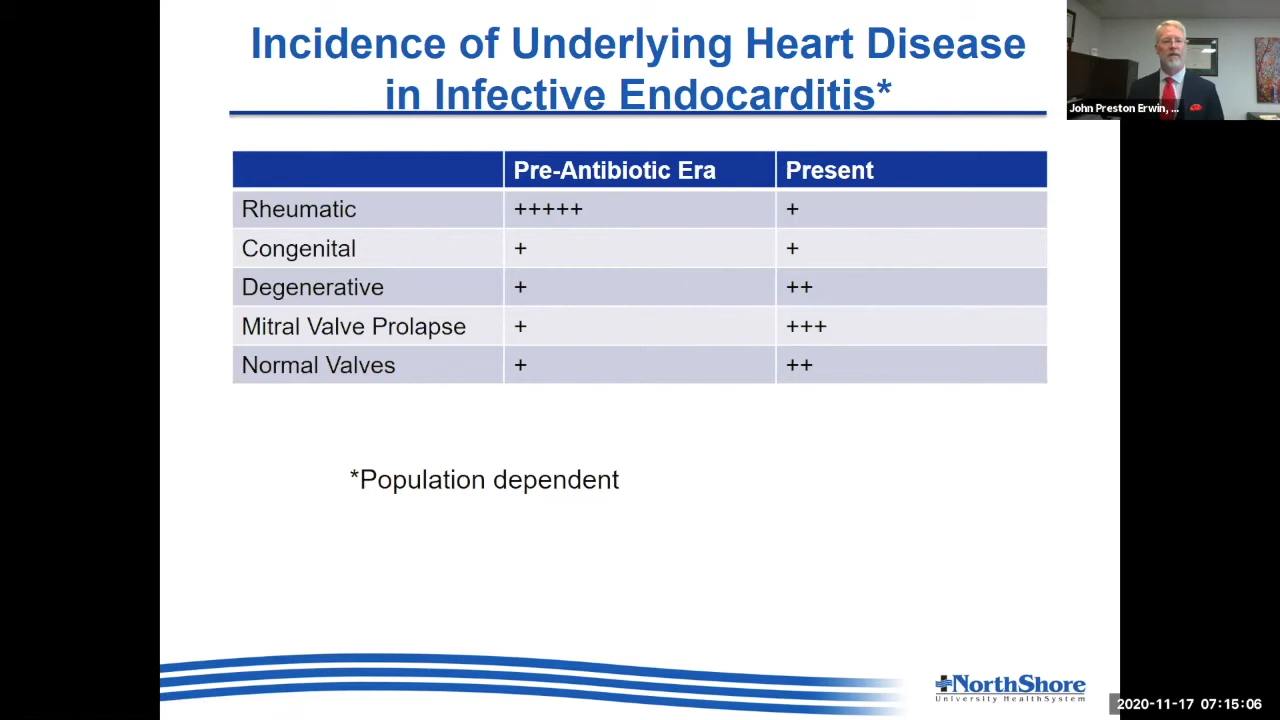 Incidence of Underlying Heart Disease
in Infective Endocarditis*
John Preston Erwin, ...
Pre-Antibiotic Era Present
Rheumatic +++++ +
Congenital + +
Degenerative + ++
Mitral Valve Prolapse + +++
Normal Valves + ++
*Population dependent
NorthShore
University HealthSystem
2020-11-17 07:15:06